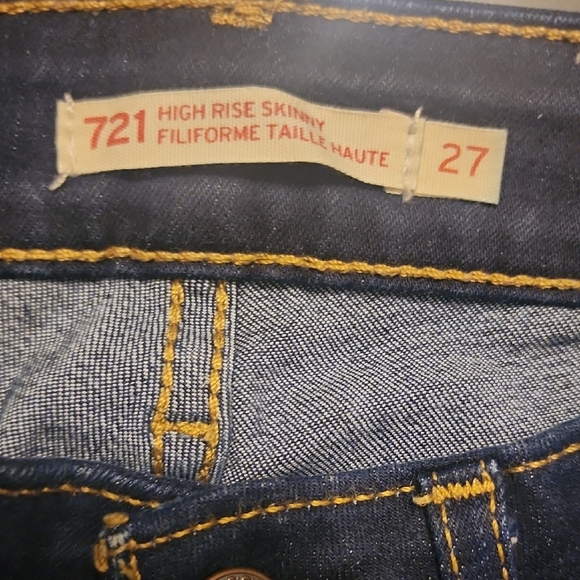 721 HIGH RISE SKINNY
FILIFORME TAILLE HAUTE
27